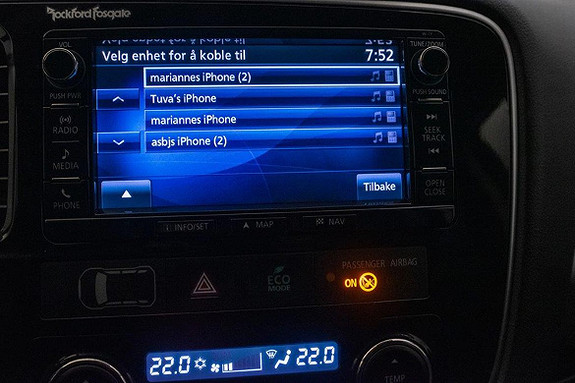 Rockford Fosgate
VOL
PUSH PWR
RADIO
MEDIA
PHONE
Velg enhet for å koble til
7:52
mariannes iPhone (2)
Tuva's iPhone
mariannes iPhone
asbjs iPhone (2)
Tilbake
TUNE/ZOOM
PUSH SOUND
SEEK
TRACK
OPEN
CLOSE
INFO/SET
MAP
NAV
ECO
MODE
PASSENGER AIRBAG
ON
22.0
22.0
TEMP